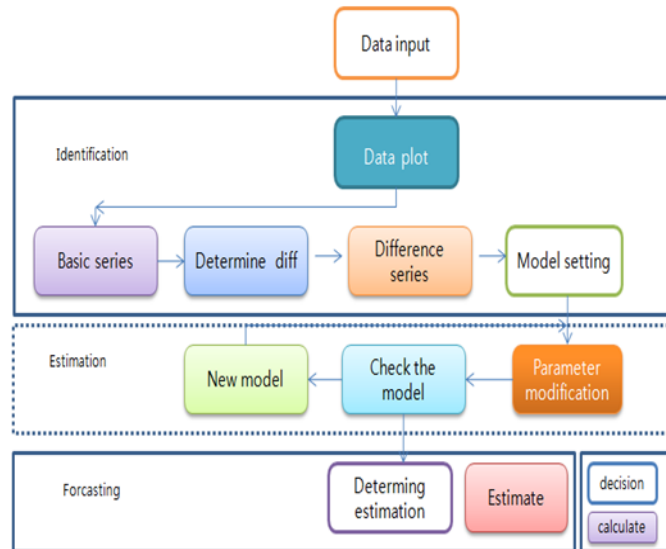 Data input
Identification
Data plot
Basic series
Determine diff
Difference
series
Model setting
Estimation
New model
Check the
model
Parameter
modification
Forcasting
Determing
estimation
Estimate
decision
calculate